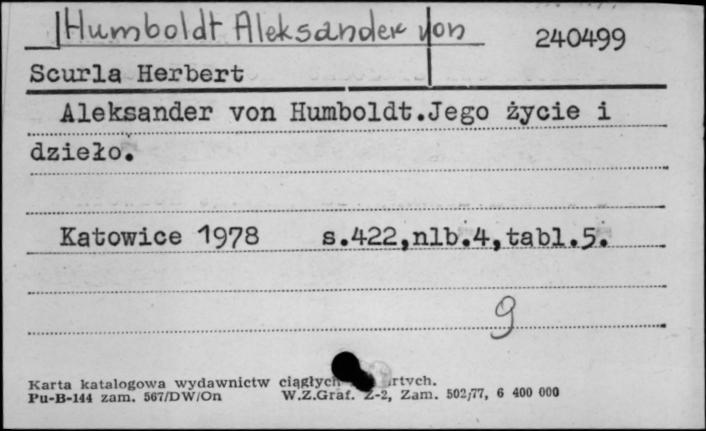 Humboldt Aleksander von
240499
Scurla Herbert
Aleksander von Humboldt.Jego życie i
dzieło.
Katowice 1978 s.422,nlb.4,tabl.5.
9
Karta katalogowa wydawnictw ciągłych
Pu-B-144 zam. 567/DW/On W.Z.Graf. Z-2, Zam. 502/77, 6 400 000